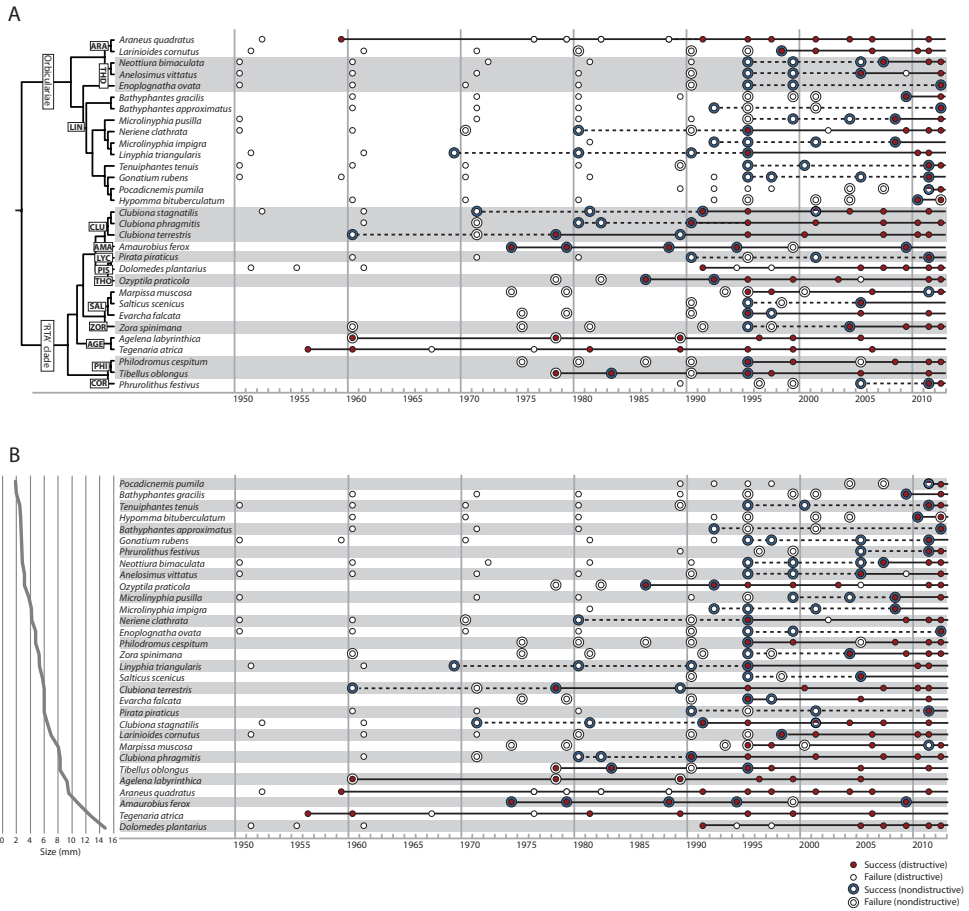 A
Orbiculariae
'RTA' clade
ARA
THD
LIN
CLU
AMA
LYC
PIS
THO
SAL
ZOR
AGE
PHI
COR
Araneus quadratus
Larinioides cornutus
Neottiura bimaculata
Anelosimus vittatus
Enoplognatha ovata
Bathyphantes gracilis
Bathyphantes approximatus
Microlinyphia pusilla
Neriene clathrata
Microlinyphia impigra
Linyphia triangularis
Tenuiphantes tenuis
Gonatium rubens
Pocadicnemis pumila
Hypomma bituberculatum
Clubiona stagnatilis
Clubiona phragmitis
Clubiona terrestris
Amaurobius ferox
Pirata piraticus
Dolomedes plantarius
Ozyptila praticola
Marpissa muscosa
Salticus scenicus
Evarcha falcata
Zora spinimana
Agelena labyrinthica
Tegenaria atrica
Philodromus cespitum
Tibellus oblongus
Phrurolithus festivus
1950 1960 1970 1975 1980 1985 1990 1995 2000 2005 2010
B
Pocadicnemis pumila
Bathyphantes gracilis
Tenuiphantes tenuis
Hypomma bituberculatum
Bathyphantes approximatus
Gonatium rubens
Phrurolithus festivus
Neottiura bimaculata
Anelosimus vittatus
Ozyptila praticola
Microlinyphia pusilla
Microlinyphia impigra
Neriene clathrata
Enoplognatha ovata
Philodromus cespitum
Zora spinimana
Linyphia triangularis
Salticus scenicus
Clubiona terrestris
Evarcha falcata
Pirata piraticus
Clubiona stagnatilis
Larinioides cornutus
Marpissa muscosa
Clubiona phragmitis
Tibellus oblongus
Agelena labyrinthica
Araneus quadratus
Amaurobius ferox
Tegenaria atrica
Dolomedes plantarius
0 2 4 6 8 10 12 14 16
Size (mm)
1950 1960 1970 1975 1980 1985 1990 1995 2000 2005 2010
Success (distructive)
Failure (distructive)
Success (nondistructive)
Failure (nondistructive)